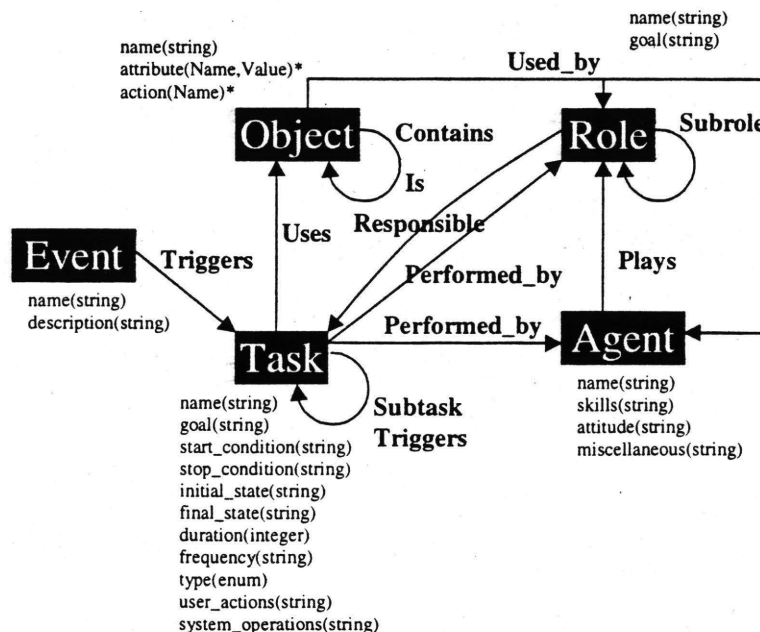 name(string)
attribute(Name,Value)*
action(Name)*
name(string)
goal(string)
Used_by
Object
Contains
Is
Role
Subrole
Uses
Responsible
Event
Triggers
name(string)
description(string)
Performed_by
Plays
Performed_by
Task
Agent
name(string)
goal(string)
start_condition(string)
stop_condition(string)
initial_state(string)
final_state(string)
duration(integer)
frequency(string)
type(enum)
user_actions(string)
system_operations(string)
Subtask
Triggers
name(string)
skills(string)
attitude(string)
miscellaneous(string)